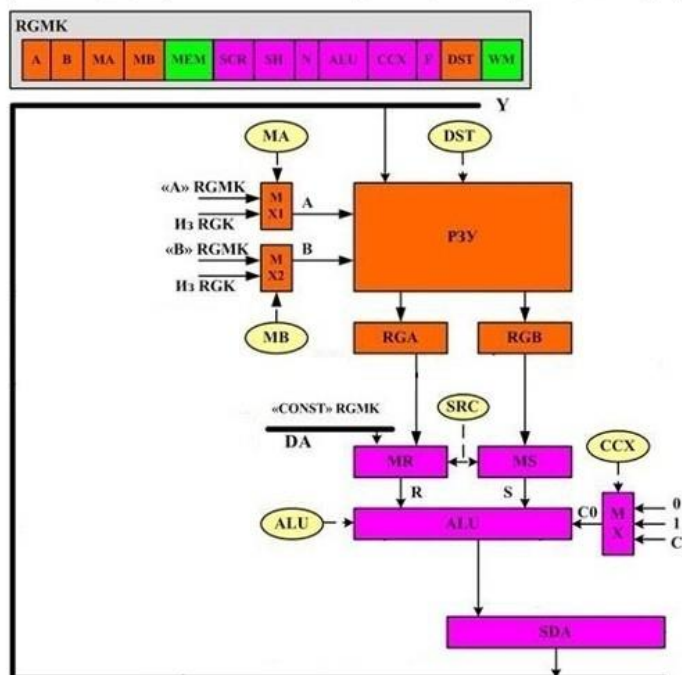 RGMK
A B MA MB MEM SCR SH N ALU CCX F DST WM
Y
MA
DST
«A» RGMK
M
X1
A
Из RGK
РЗУ
«B» RGMK
M
X2
B
Из RGK
MB
RGA
RGB
«CONST» RGMK
SRC
DA
CCX
MR
MS
R
S
ALU
ALU
C0
M
X
0
1
C
SDA